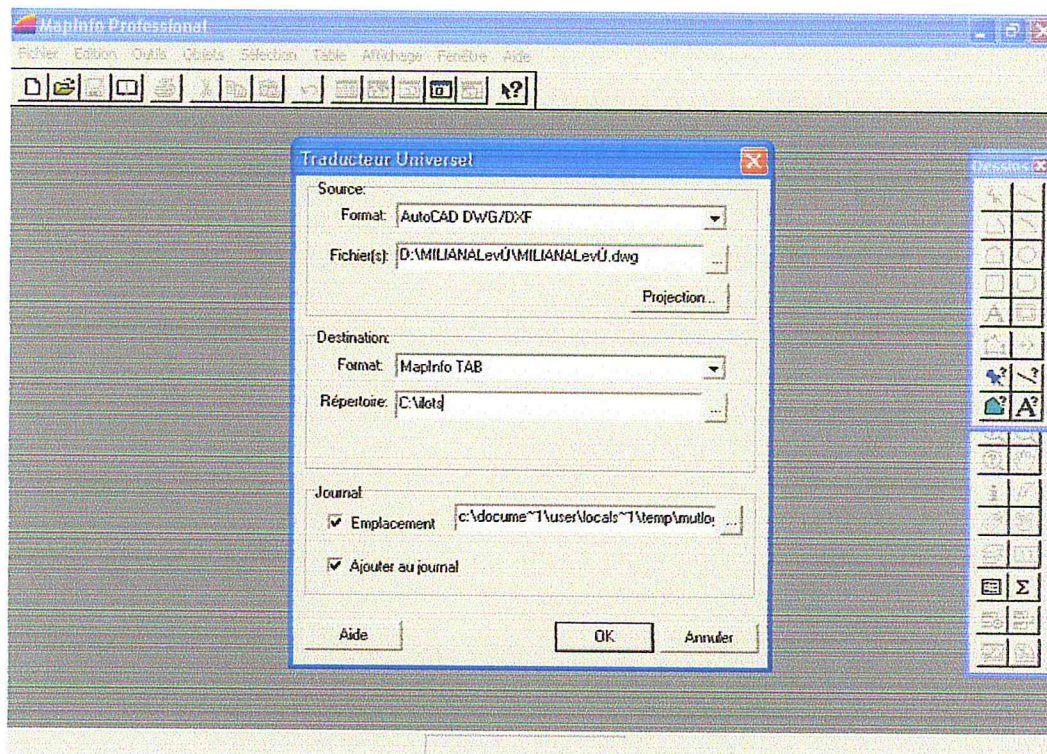 MapInfo Professional
Fichier Edition Outils Objets Sélection Table Affichage Fenêtre Aide
Traducteur Universel
Dessins
Source:
Format: AutoCAD DWG/DXF
Fichier(s): D:\MILIANALevÚ\MILIANALevÚ.dwg ...
Projection...
Destination:
Format: MapInfo TAB
Répertoire: C:\ilots ...
Journal
Emplacement c:\docume~1\user\locals~1\temp\mutlo ...
Ajouter au journal
Aide OK Annuler